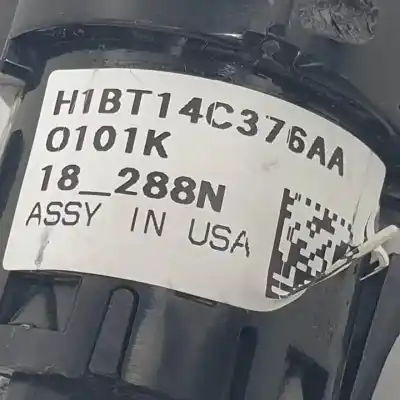 H1BT14C376AA
0101K
18_288N
ASSY IN USA